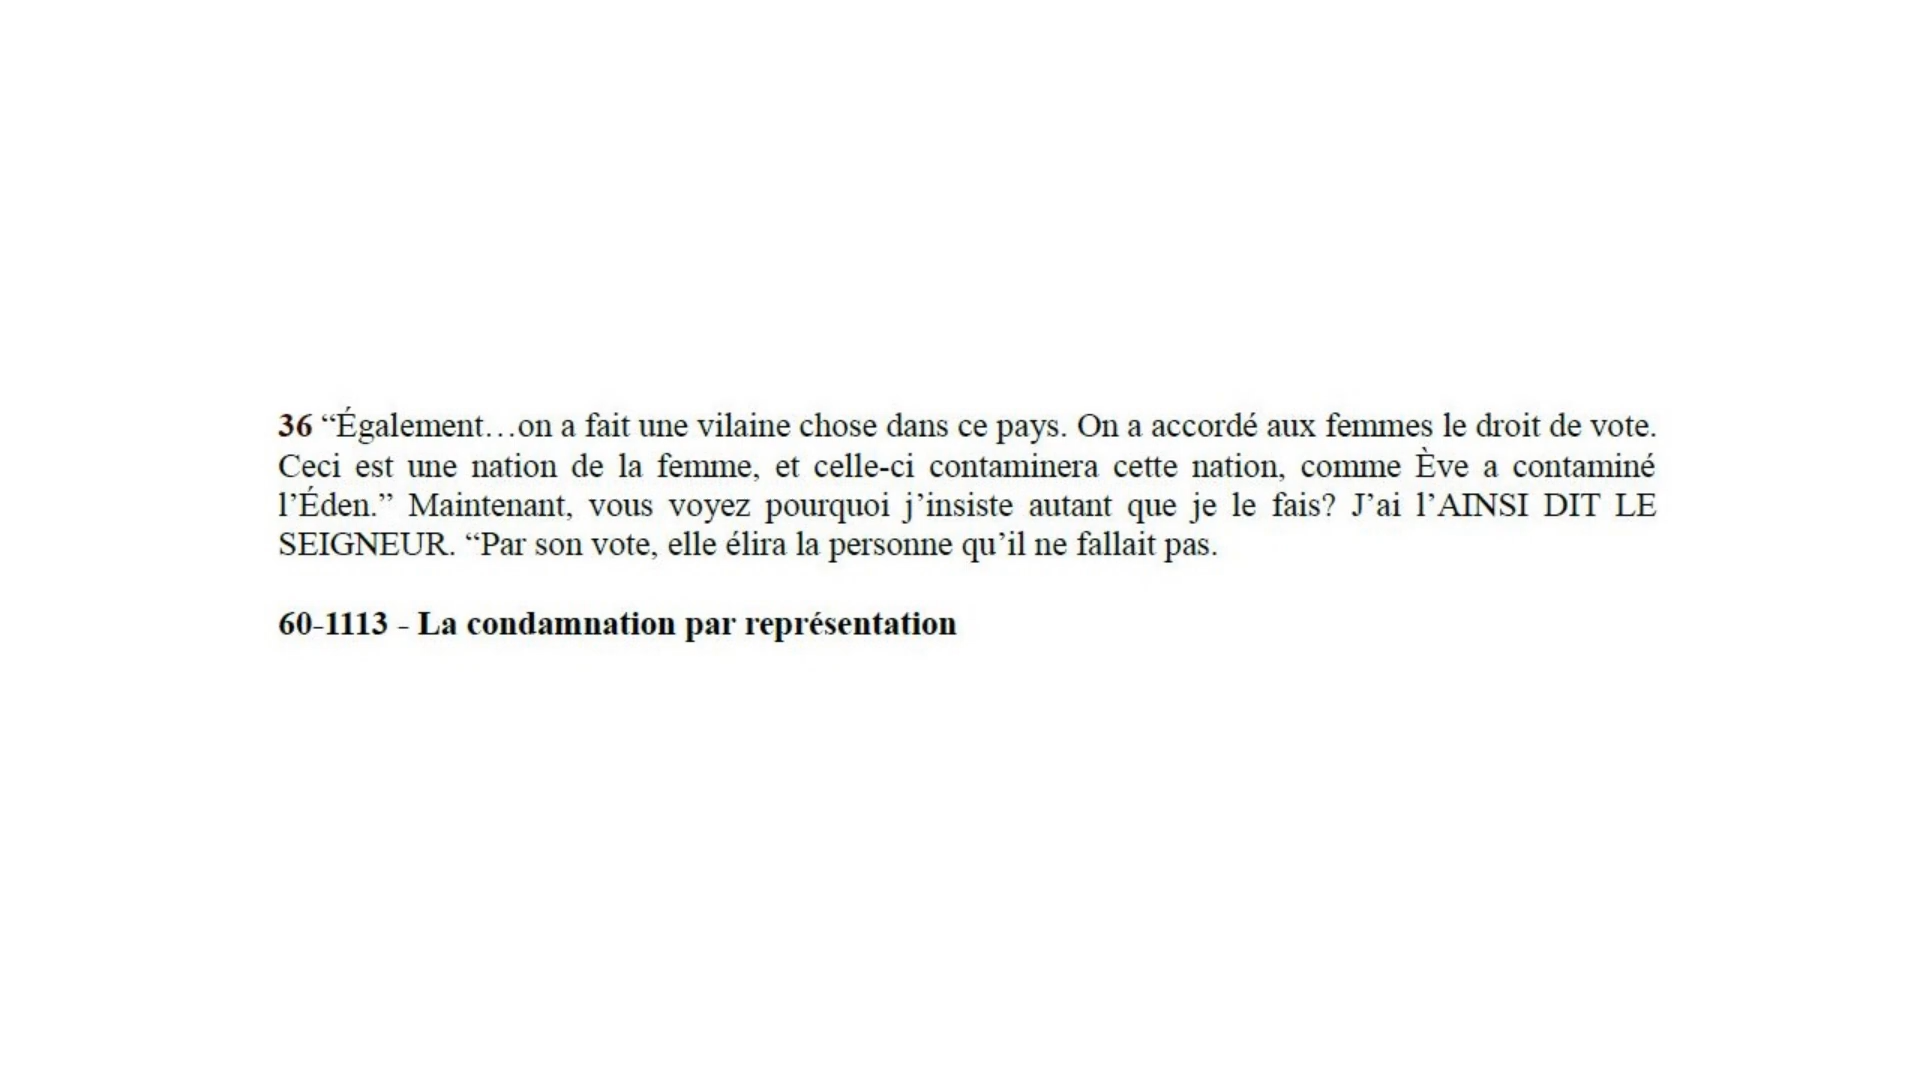 36 “Également…on a fait une vilaine chose dans ce pays. On a accordé aux femmes le droit de vote.
Ceci est une nation de la femme, et celle-ci contaminera cette nation, comme Ève a contaminé
l’Éden.” Maintenant, vous voyez pourquoi j’insiste autant que je le fais? J’ai l’AINSI DIT LE
SEIGNEUR. “Par son vote, elle élira la personne qu’il ne fallait pas.
60-1113 - La condamnation par représentation